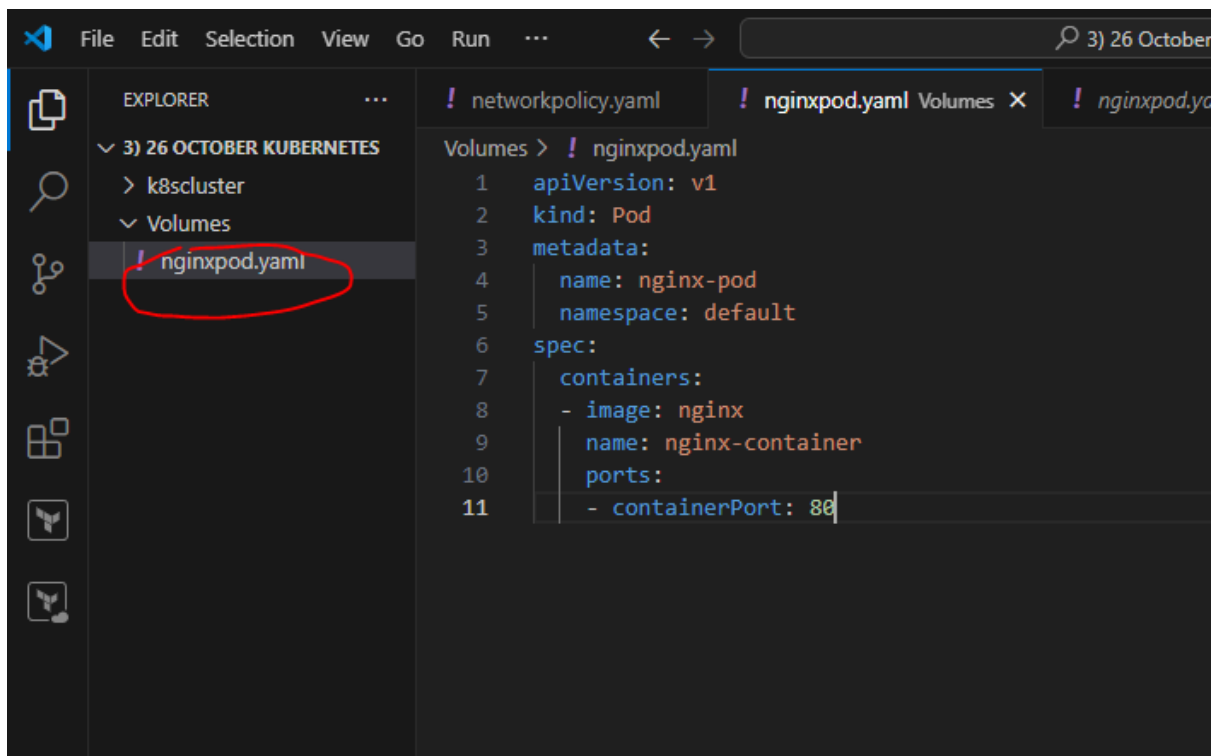 File Edit Selection View Go Run ... ← → 3) 26 October
EXPLORER ...
3) 26 OCTOBER KUBERNETES
k8scluster
Volumes
! nginxpod.yaml
! networkpolicy.yaml ! nginxpod.yaml Volumes × ! nginxpod.ya
Volumes > ! nginxpod.yaml
1 apiVersion: v1
2 kind: Pod
3 metadata:
4 name: nginx-pod
5 namespace: default
6 spec:
7 containers:
8 - image: nginx
9 name: nginx-container
10 ports:
11 - containerPort: 80